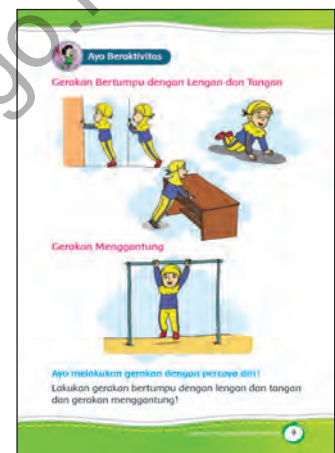 go.
Ayo Beraktivitas
Gerakan Bertumpu dengan Lengan dan Tangan
Gerakan Menggantung
Ayo melakukan gerakan dengan percaya diri!
Lakukan gerakan bertumpu dengan lengan dan tangan
dan gerakan menggantung!